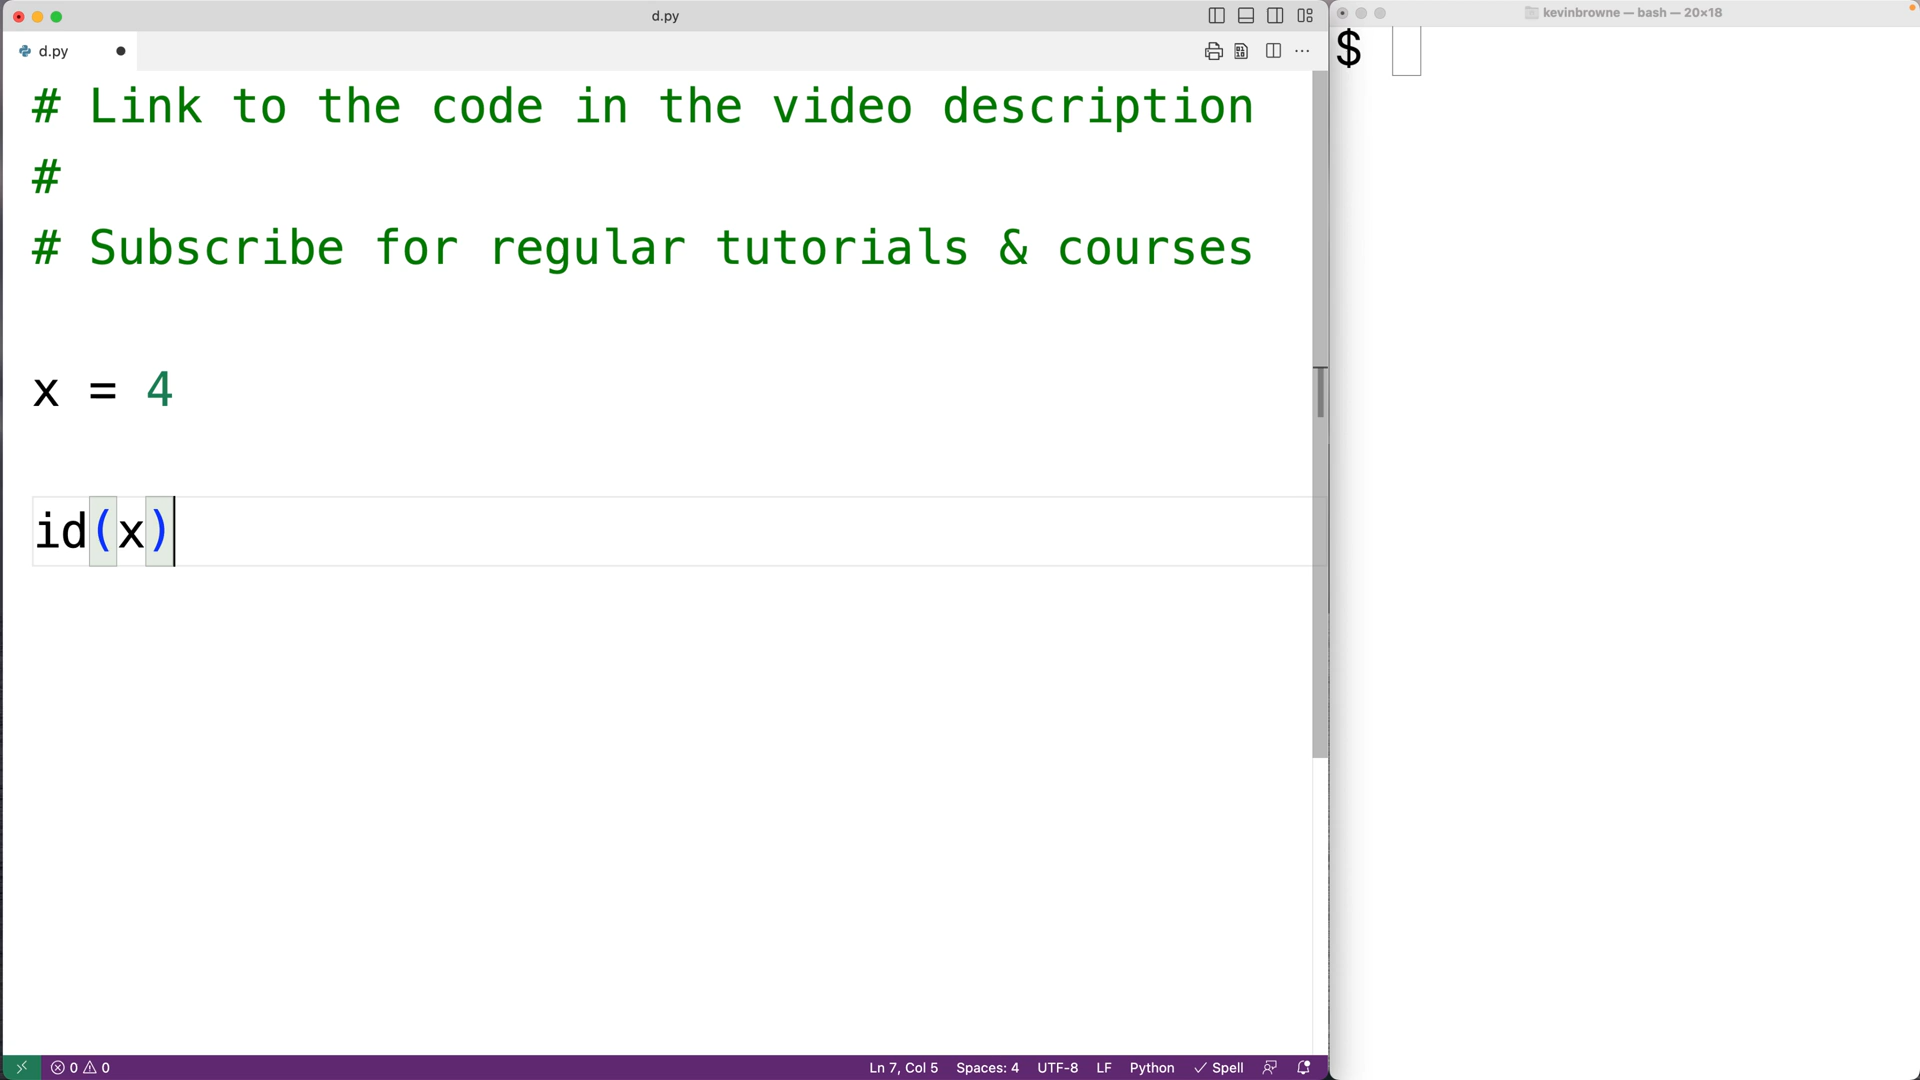 d.py
kevinbrowne — bash — 20×18
d.py
$
# Link to the code in the video description
#
# Subscribe for regular tutorials & courses
x = 4
id(x)
0 0
Ln 7, Col 5 Spaces: 4 UTF-8 LF Python Spell